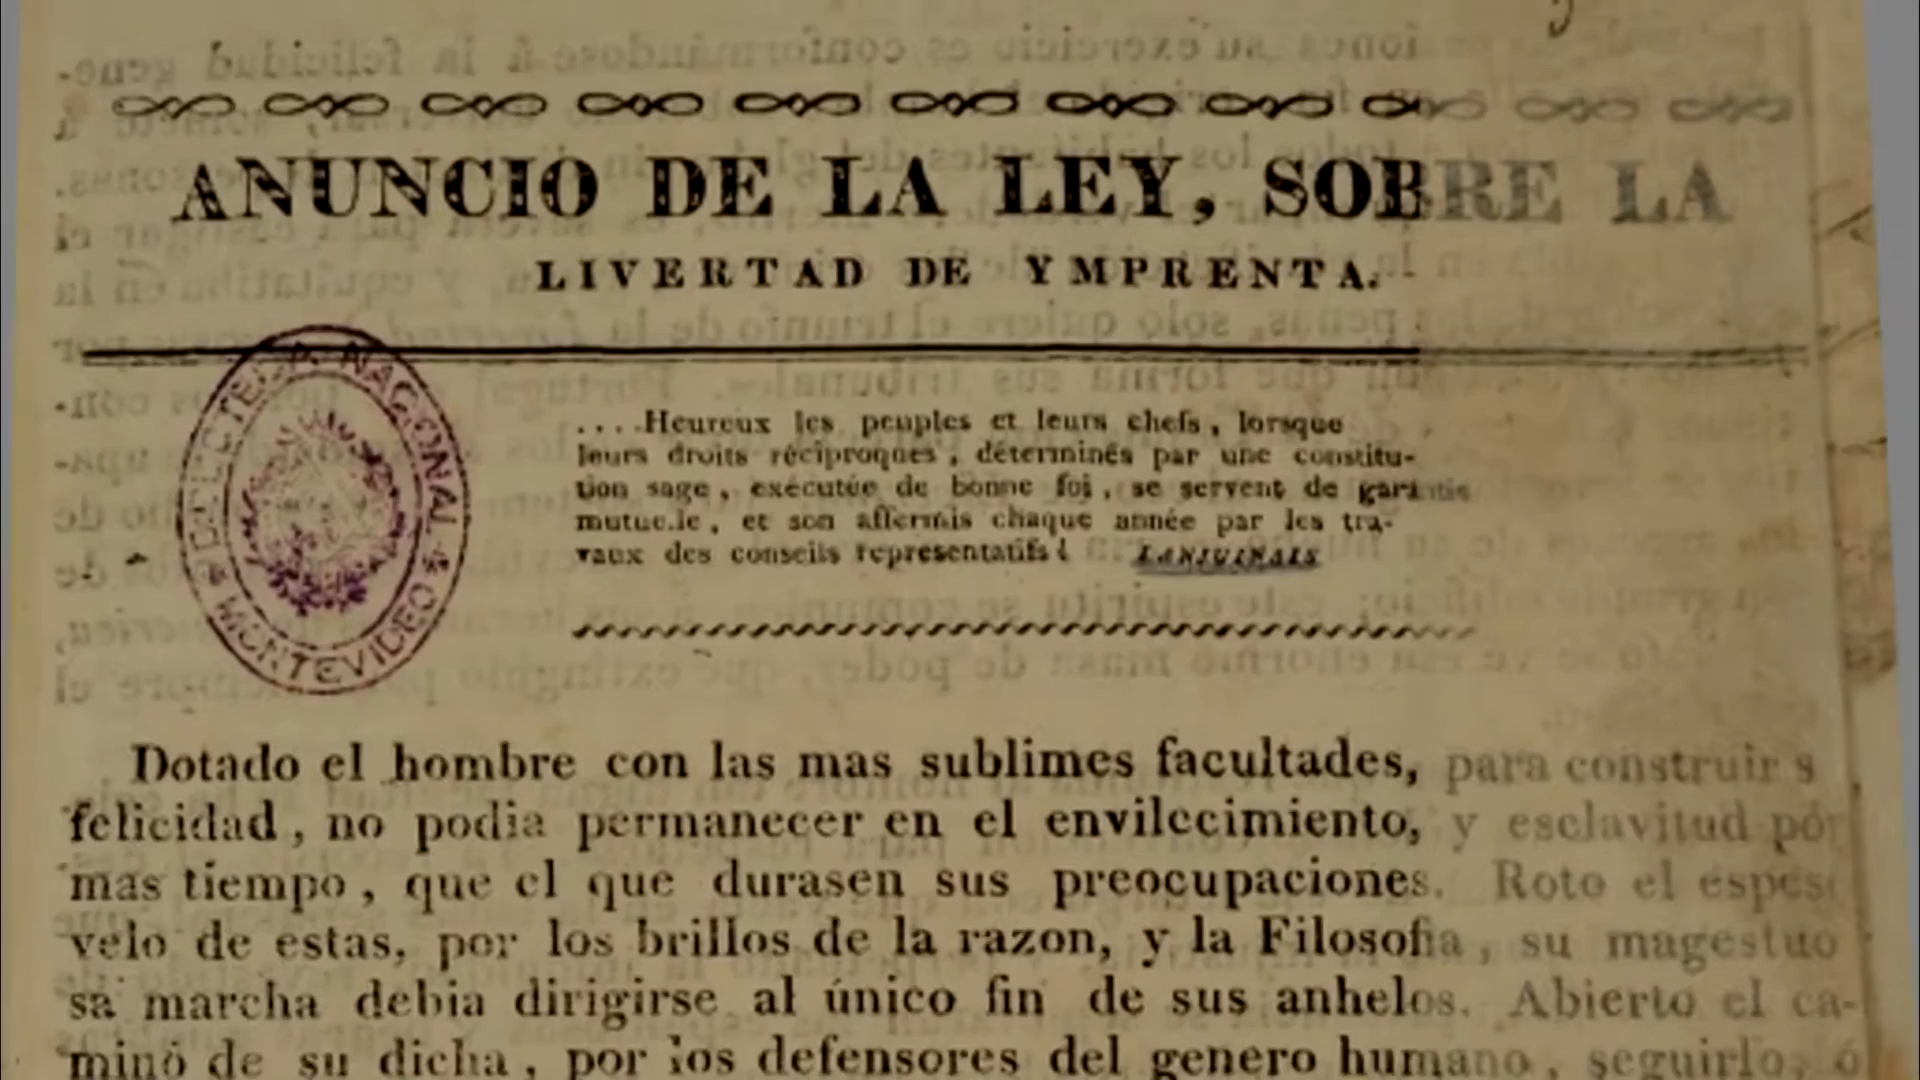 ANUNCIO DE LA LEY, SOBRE LA
LIVERTAD DE YMPRENTA.
....Heureux les peuples et leurs chefs, lorsque
leurs droits réciproques, déterminés par une constitu-
tion sage, exécutée de bonne foi, se servent de garantie
mutuelle, et son affermis chaque année par les tra-
vaux des conseils representatifs! LANJUINAIS
NACIONAL
MONTEVIDEO
Dotado el hombre con las mas sublimes facultades, para construir s
felicidad, no podia permanecer en el envilecimiento, y esclavitud pór
mas tiempo, que el que durasen sus preocupaciones. Roto el espes
velo de estas, por los brillos de la razon, y la Filosofia, su magestuo
sa marcha debia dirigirse al único fin de sus anhelos. Abierto el ca-
minó de su dicha, por los defensores del genero humano, seguirlo, ó